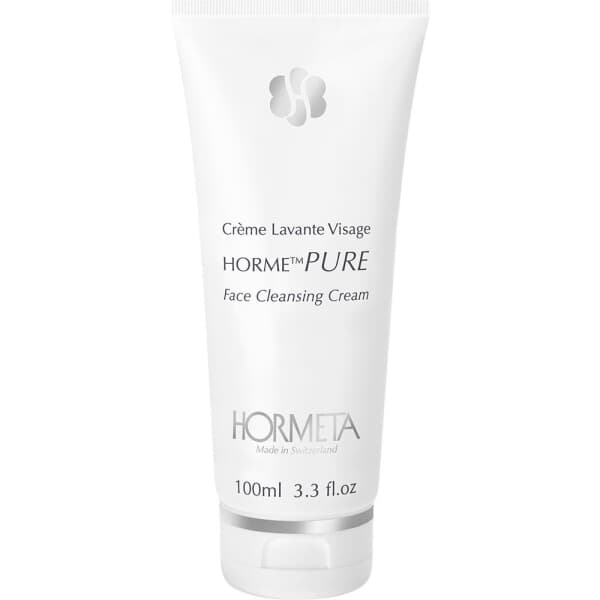 Crème Lavante Visage
HORME™PURE
Face Cleansing Cream
HORMETA
Made in Switzerland
100ml 3.3 fl.oz